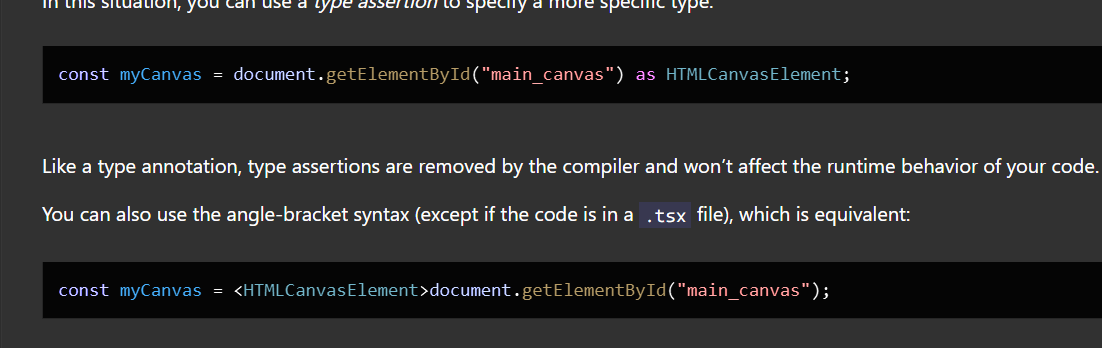 In this situation, you can use a type assertion to specify a more specific type.
const myCanvas = document.getElementById("main_canvas") as HTMLCanvasElement;
Like a type annotation, type assertions are removed by the compiler and won’t affect the runtime behavior of your code.
You can also use the angle-bracket syntax (except if the code is in a .tsx file), which is equivalent:
const myCanvas = <HTMLCanvasElement>document.getElementById("main_canvas");